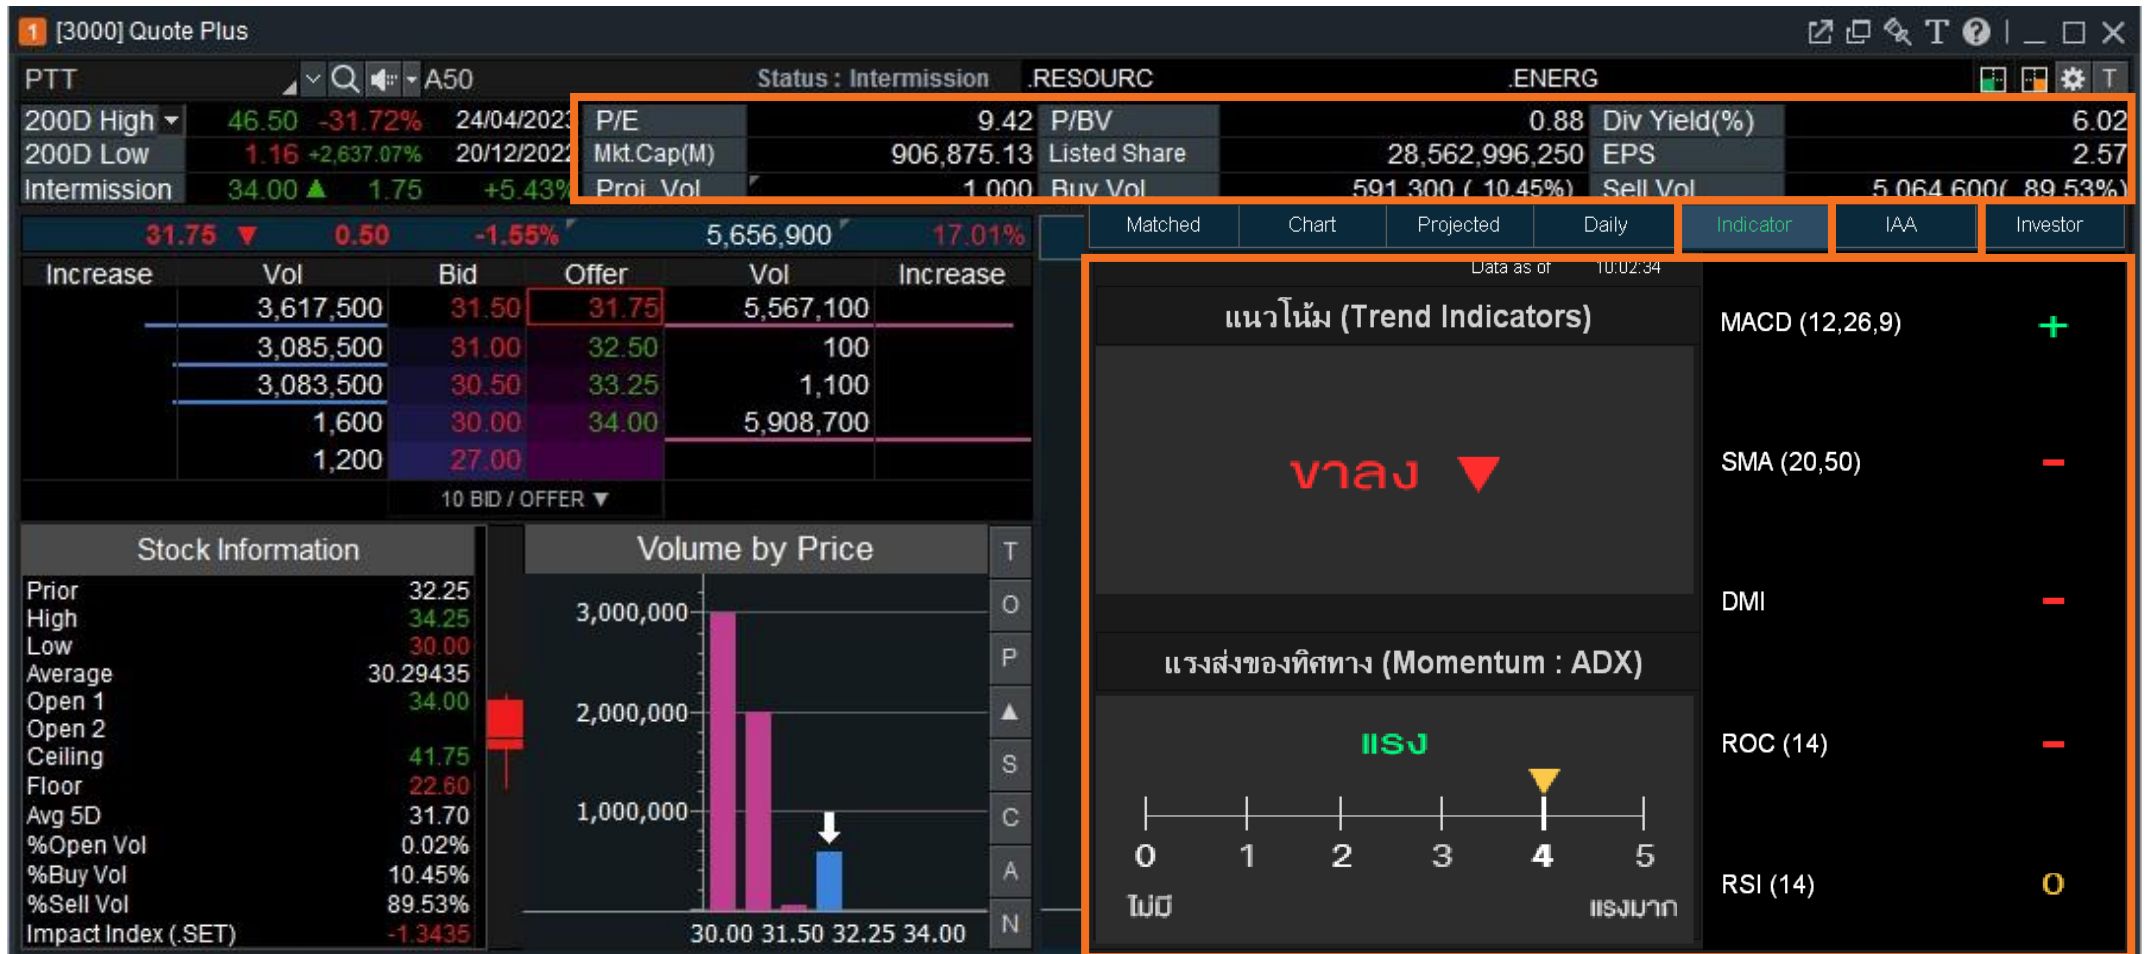 1 [3000] Quote Plus
PTT A50 Status : Intermission .RESOURC .ENERG T
200D High 46.50 -31.72% 24/04/2023 P/E 9.42 P/BV 0.88 Div Yield(%) 6.02
200D Low 1.16 +2,637.07% 20/12/2022 Mkt.Cap(M) 906,875.13 Listed Share 28,562,996,250 EPS 2.57
Intermission 34.00 ▲ 1.75 +5.43% Proj. Vol 1,000 Buy Vol 591,300 ( 10.45%) Sell Vol 5,064,600( 89.53%)
31.75 ▼ 0.50 -1.55% 5,656,900 17.01%
Matched Chart Projected Daily Indicator IAA Investor
Increase Vol Bid Offer Vol Increase
3,617,500 31.50 31.75 5,567,100
3,085,500 31.00 32.50 100
3,083,500 30.50 33.25 1,100
1,600 30.00 34.00 5,908,700
1,200 27.00
10 BID / OFFER ▼
Stock Information
Prior 32.25
High 34.25
Low 30.00
Average 30.29435
Open 1 34.00
Open 2
Ceiling 41.75
Floor 22.60
Avg 5D 31.70
%Open Vol 0.02%
%Buy Vol 10.45%
%Sell Vol 89.53%
Impact Index (.SET) -1.3435
Volume by Price
3,000,000
2,000,000
1,000,000
30.00 31.50 32.25 34.00
T
O
P
▲
S
C
A
N
Data as of 10:02:34
แนวโน้ม (Trend Indicators)
ขาลง ▼
แรงส่งของทิศทาง (Momentum : ADX)
แรง
0 1 2 3 4 5
ไม่มี แรงมาก
MACD (12,26,9) +
SMA (20,50) -
DMI -
ROC (14) -
RSI (14) 0